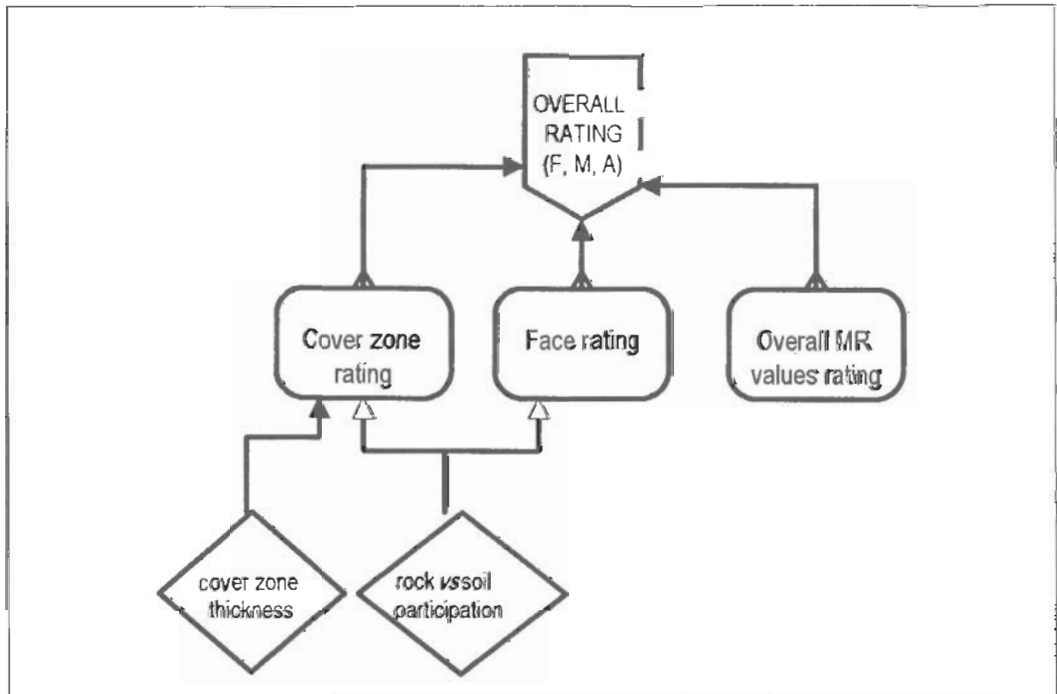 OVERALL
RATING
(F, M, A)
Cover zone
rating
Face rating
Overall MR
values rating
cover zone
thickness
rock vs soil
participation